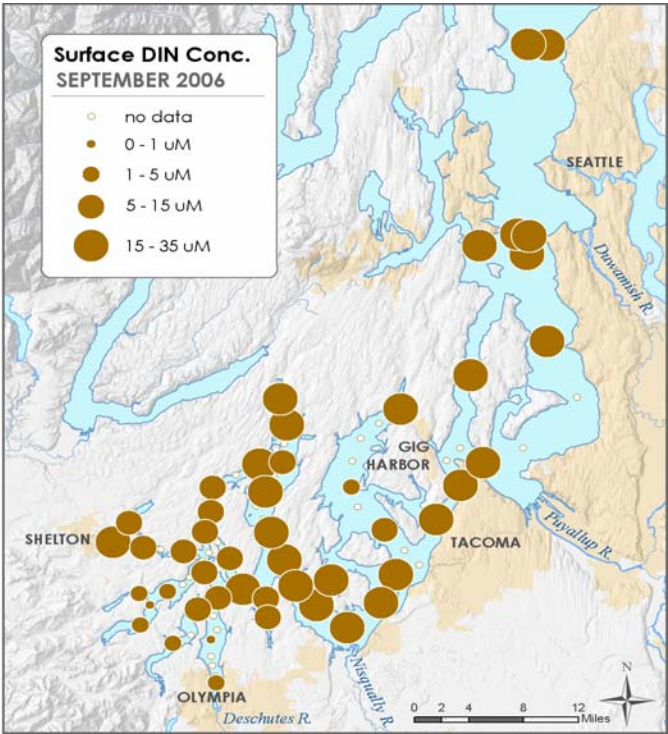 Surface DIN Conc.
SEPTEMBER 2006
no data
0 - 1 uM
1 - 5 uM
5 - 15 uM
15 - 35 uM
SEATTLE
Duwamish R.
GIG
HARBOR
SHELTON
TACOMA
Puyallup R.
Nisqually R.
OLYMPIA
Deschutes R.
N
0 2 4 8 12
Miles